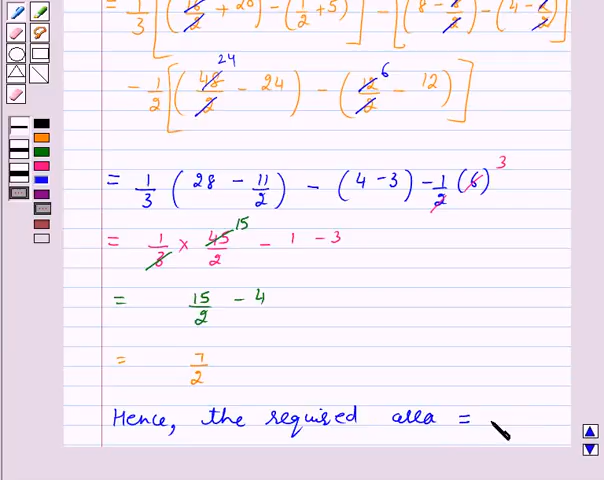 = 1/3 [ ( 16/2 + 20 ) - ( 1/2 + 5 ) ] - [ ( 8 - 8/2 ) - ( 4 - 2/2 ) ]
- 1/2 [ ( 48/2 24 - 24 ) - ( 12/2 6 - 12 ) ]
= 1/3 ( 28 - 11/2 ) - ( 4 - 3 ) - 1/2 ( 6 ) 3
= 1/3 × 45/2 15 - 1 - 3
= 15/2 - 4
= 7/2
Hence, the required area =